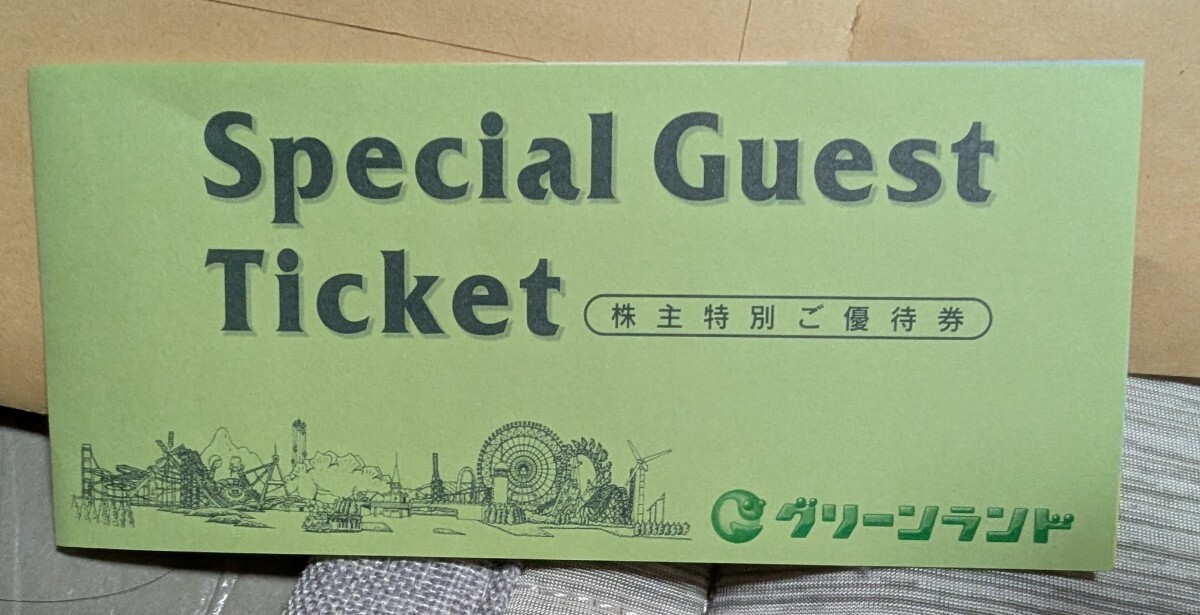 Special Guest
Ticket
株主特別ご優待券
グリーンランド